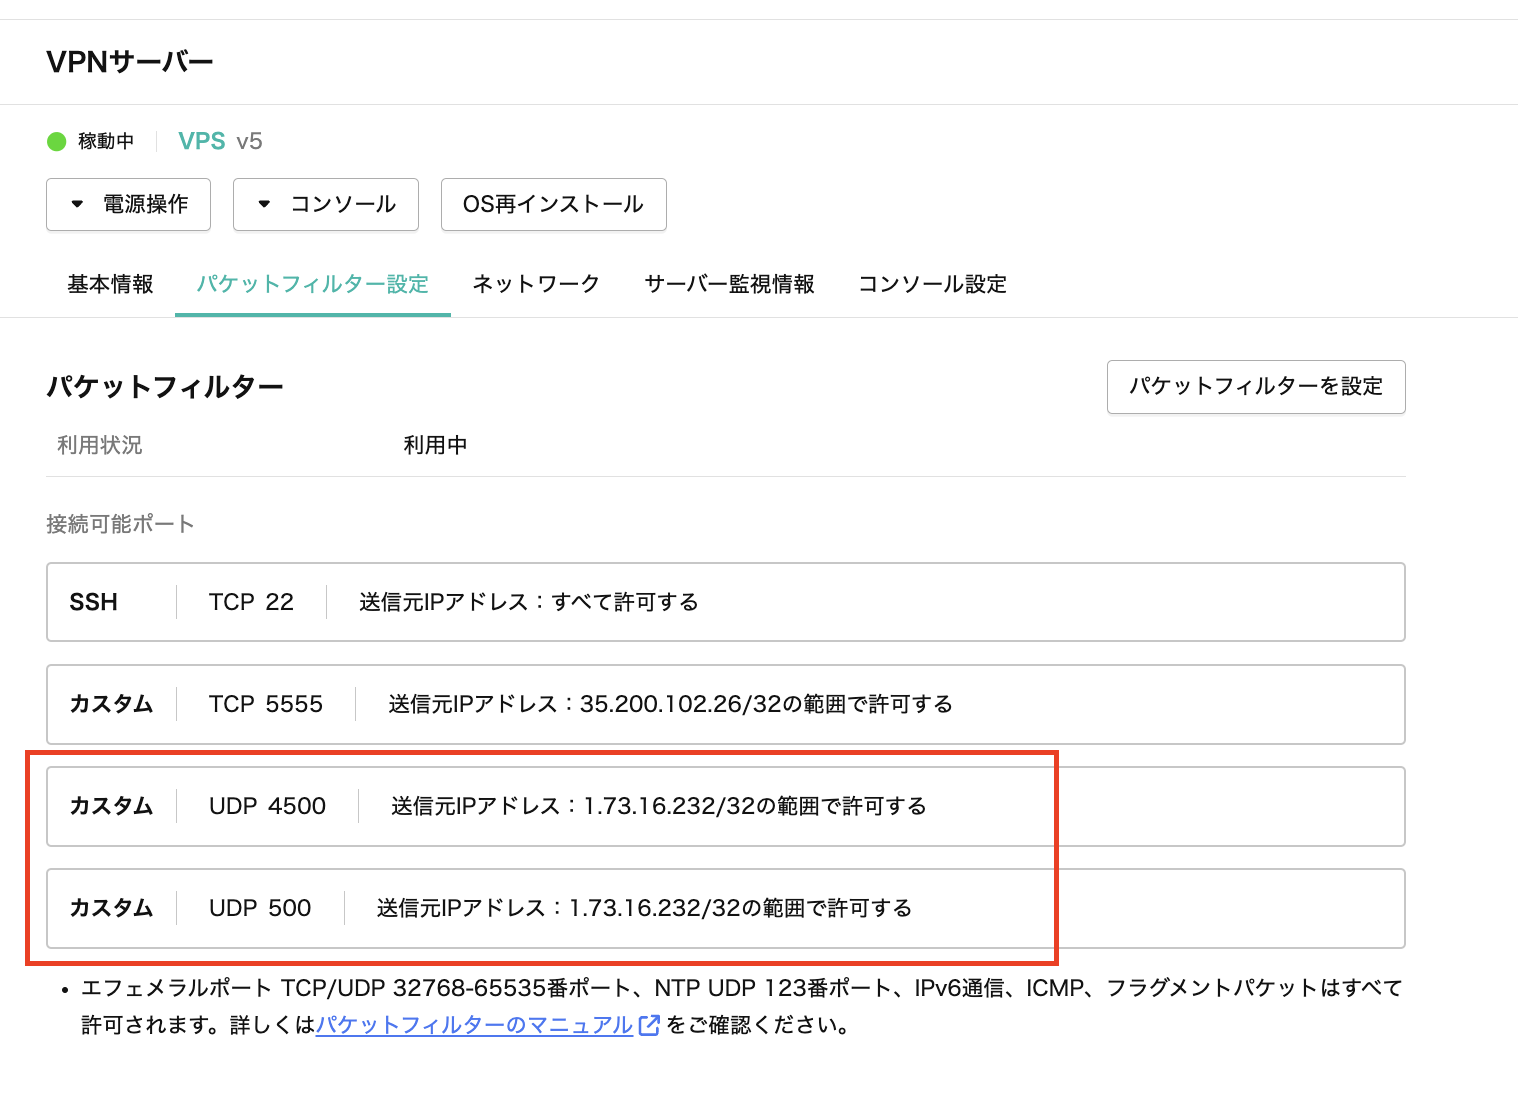 VPNサーバー
稼動中 VPS v5
電源操作 コンソール OS再インストール
基本情報 パケットフィルター設定 ネットワーク サーバー監視情報 コンソール設定
パケットフィルター パケットフィルターを設定
利用状況 利用中
接続可能ポート
SSH TCP 22 送信元IPアドレス：すべて許可する
カスタム TCP 5555 送信元IPアドレス：35.200.102.26/32の範囲で許可する
カスタム UDP 4500 送信元IPアドレス：1.73.16.232/32の範囲で許可する
カスタム UDP 500 送信元IPアドレス：1.73.16.232/32の範囲で許可する
• エフェメラルポート TCP/UDP 32768-65535番ポート、NTP UDP 123番ポート、IPv6通信、ICMP、フラグメントパケットはすべて
許可されます。詳しくはパケットフィルターのマニュアル をご確認ください。